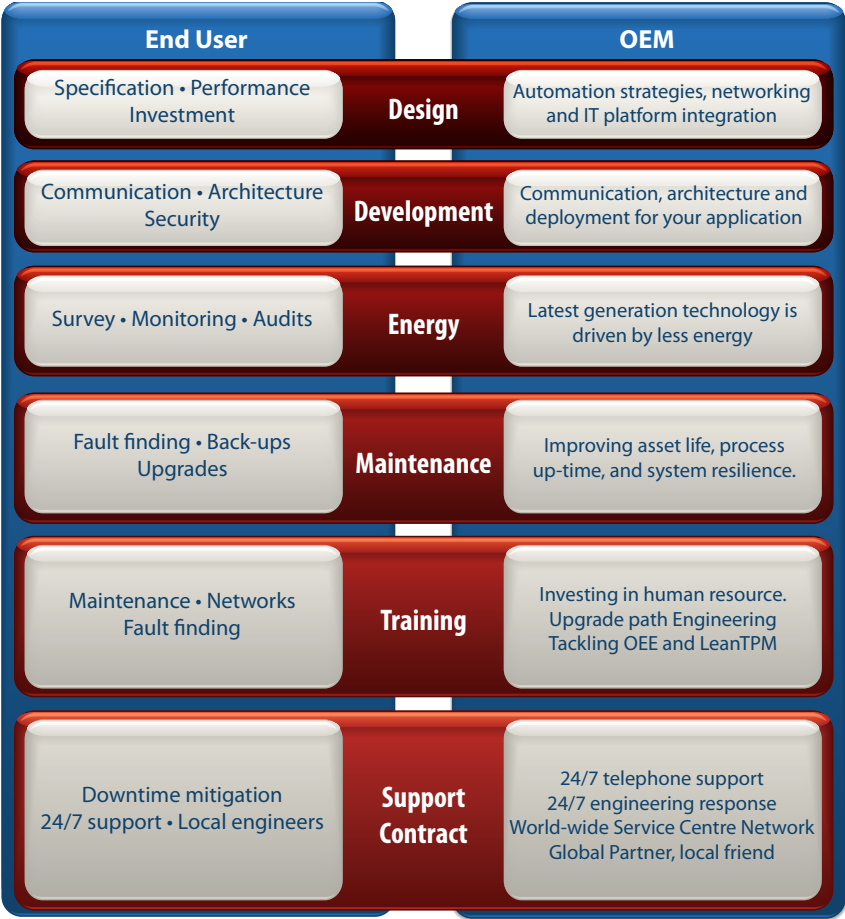 End User
OEM
Specification • Performance
Investment
Design
Automation strategies, networking
and IT platform integration
Communication • Architecture
Security
Development
Communication, architecture and
deployment for your application
Survey • Monitoring • Audits
Energy
Latest generation technology is
driven by less energy
Fault finding • Back-ups
Upgrades
Maintenance
Improving asset life, process
up-time, and system resilience.
Maintenance • Networks
Fault finding
Training
Investing in human resource.
Upgrade path Engineering
Tackling OEE and LeanTPM
Downtime mitigation
24/7 support • Local engineers
Support
Contract
24/7 telephone support
24/7 engineering response
World-wide Service Centre Network
Global Partner, local friend